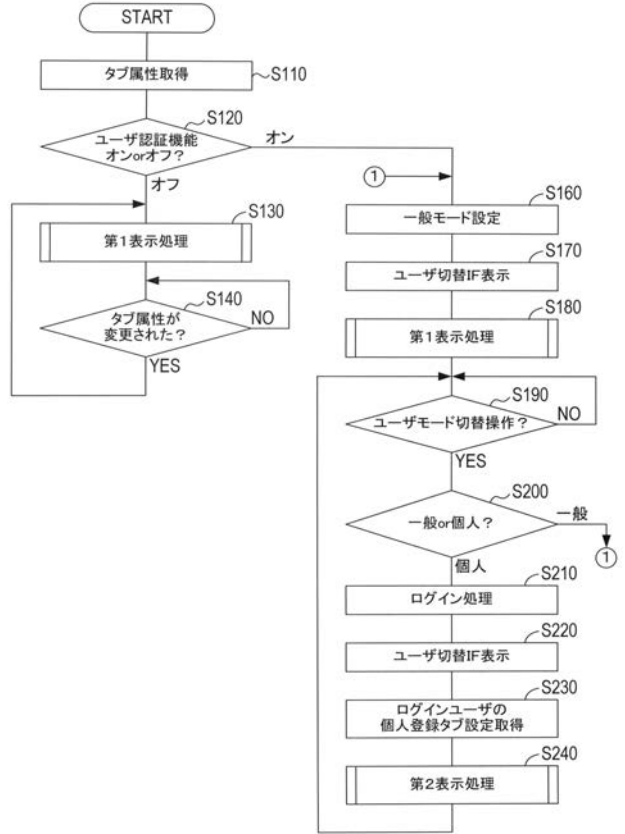 START
タブ属性取得
S110
S120
ユーザ認証機能
オンorオフ？
オン
オフ
S130
第1表示処理
S140
タブ属性が
変更された？
NO
YES
1
S160
一般モード設定
S170
ユーザ切替IF表示
S180
第1表示処理
S190
ユーザモード切替操作？
NO
YES
S200
一般or個人？
一般
1
個人
S210
ログイン処理
S220
ユーザ切替IF表示
S230
ログインユーザの
個人登録タブ設定取得
S240
第2表示処理